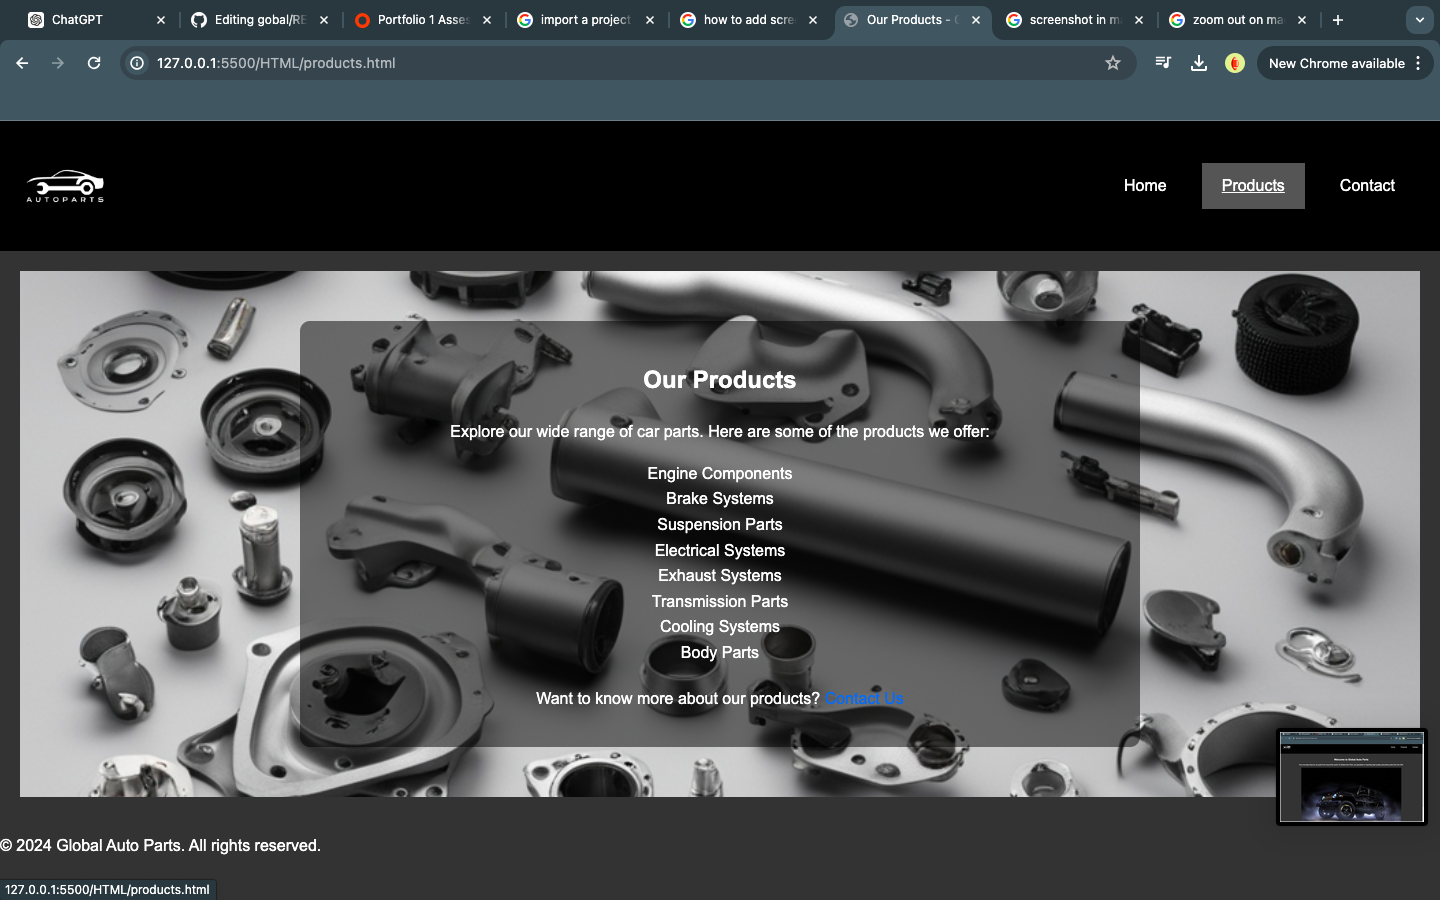 ChatGPT
Editing gobal/RE
Portfolio 1 Asses
import a project
how to add scre
Our Products - G
screenshot in ma
zoom out on ma
127.0.0.1:5500/HTML/products.html
New Chrome available
AUTOPARTS
Home
Products
Contact
Our Products
Explore our wide range of car parts. Here are some of the products we offer:
Engine Components
Brake Systems
Suspension Parts
Electrical Systems
Exhaust Systems
Transmission Parts
Cooling Systems
Body Parts
Want to know more about our products? Contact Us
© 2024 Global Auto Parts. All rights reserved.
127.0.0.1:5500/HTML/products.html